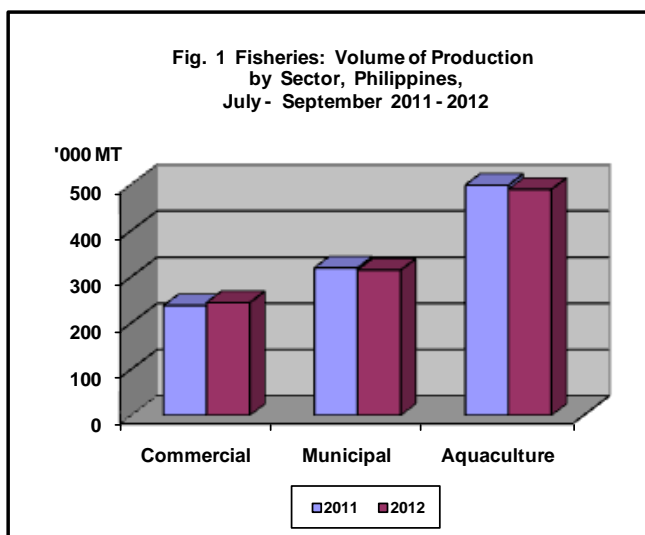 Fig. 1 Fisheries: Volume of Production
by Sector, Philippines,
July - September 2011 - 2012
'000 MT
500
400
300
200
100
0
Commercial Municipal Aquaculture
2011 2012